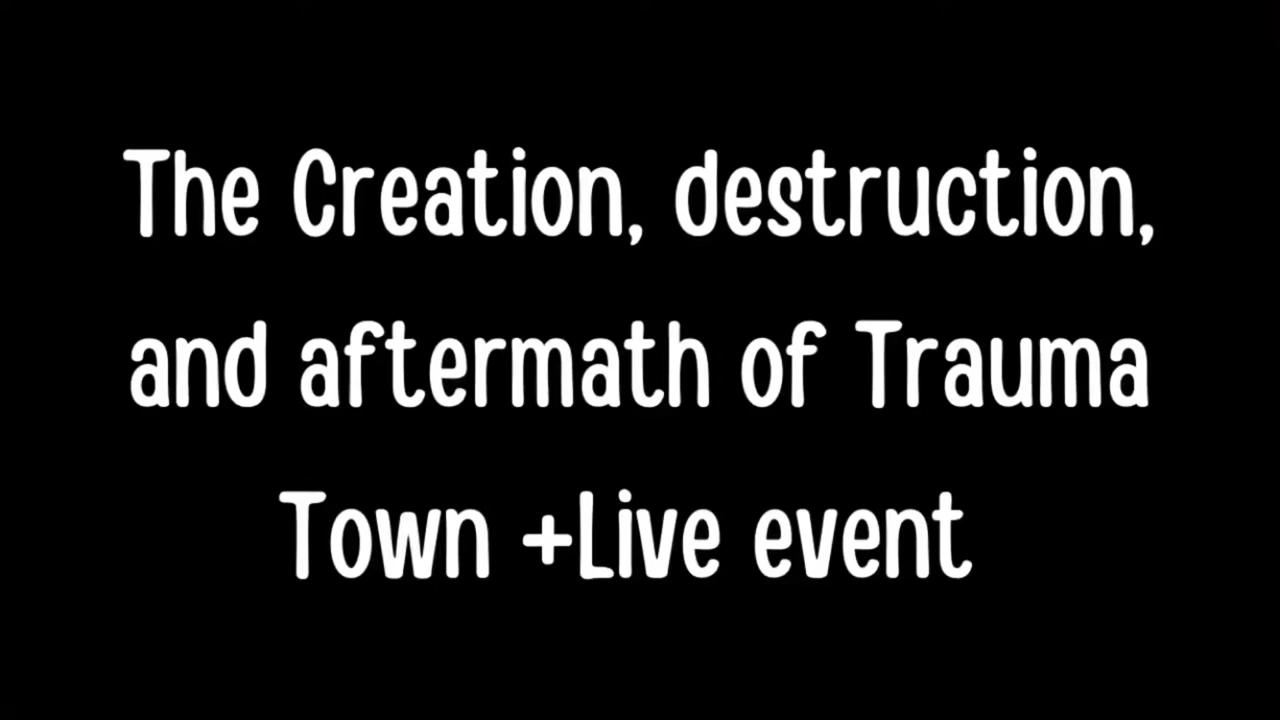 The Creation, destruction,
and aftermath of Trauma
Town +Live event